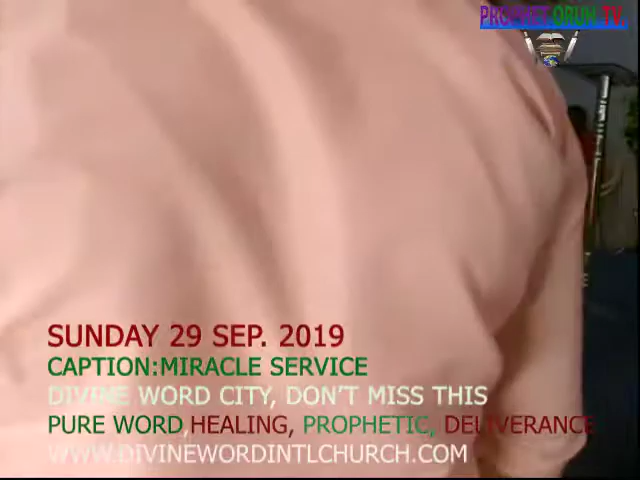 PROPHET ORUM TV.
SUNDAY 29 SEP. 2019
CAPTION:MIRACLE SERVICE
DIVINE WORD CITY, DON'T MISS THIS
PURE WORD,HEALING, PROPHETIC, DELIVERANCE
WWW.DIVINEWORDINTLCHURCH.COM